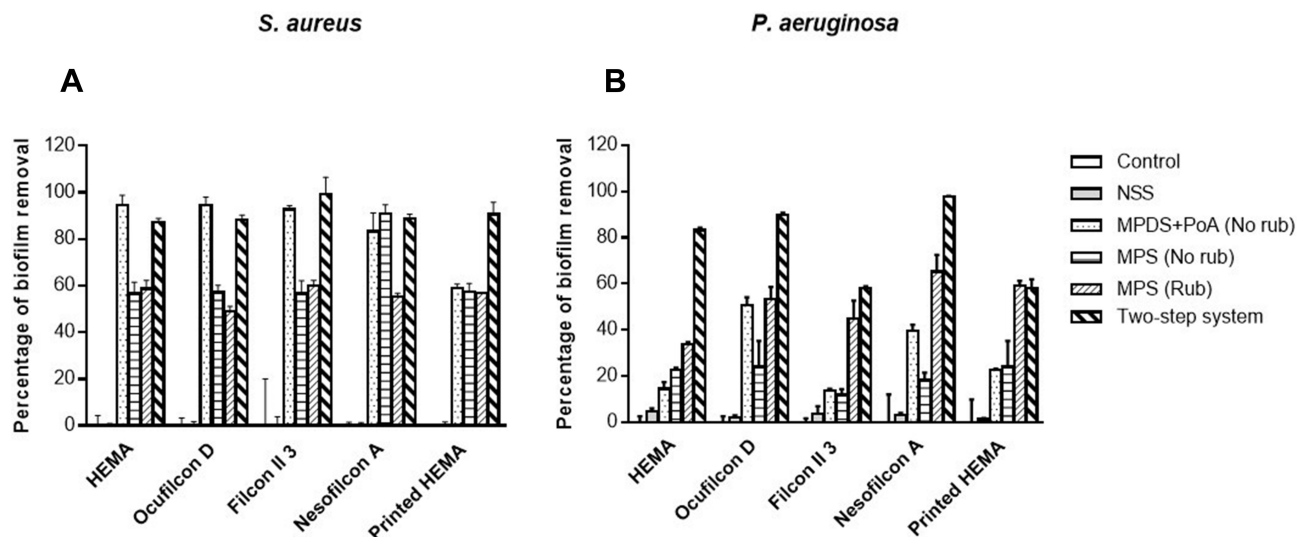 S. aureus
P. aeruginosa
A
B
Percentage of biofilm removal
120
100
80
60
40
20
0
HEMA
Ocufilcon D
Filcon II 3
Nesofilcon A
Printed HEMA
Percentage of biofilm removal
120
100
80
60
40
20
0
HEMA
Ocufilcon D
Filcon II 3
Nesofilcon A
Printed HEMA
Control
NSS
MPDS+PoA (No rub)
MPS (No rub)
MPS (Rub)
Two-step system